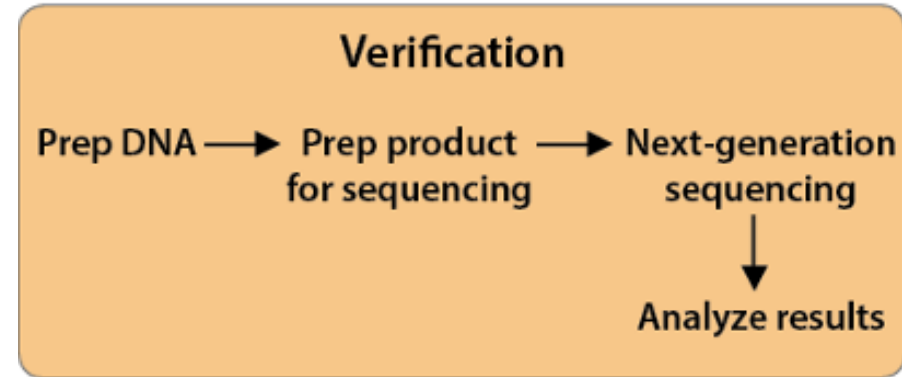 Verification
Prep DNA
Prep product
for sequencing
Next-generation
sequencing
Analyze results